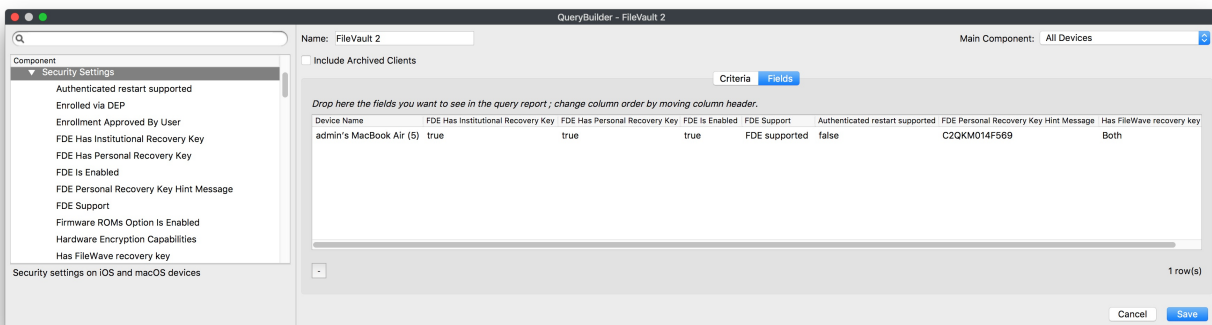 QueryBuilder - FileVault 2
Name: FileVault 2
Main Component: All Devices
Include Archived Clients
Component
Security Settings
Authenticated restart supported
Enrolled via DEP
Enrollment Approved By User
FDE Has Institutional Recovery Key
FDE Has Personal Recovery Key
FDE Is Enabled
FDE Personal Recovery Key Hint Message
FDE Support
Firmware ROMs Option Is Enabled
Hardware Encryption Capabilities
Has FileWave recovery key
Security settings on iOS and macOS devices
Criteria Fields
Drop here the fields you want to see in the query report ; change column order by moving column header.
Device Name FDE Has Institutional Recovery Key FDE Has Personal Recovery Key FDE Is Enabled FDE Support Authenticated restart supported FDE Personal Recovery Key Hint Message Has FileWave recovery key
admin's MacBook Air (5) true true true FDE supported false C2QKM014F569 Both
-
1 row(s)
Cancel Save